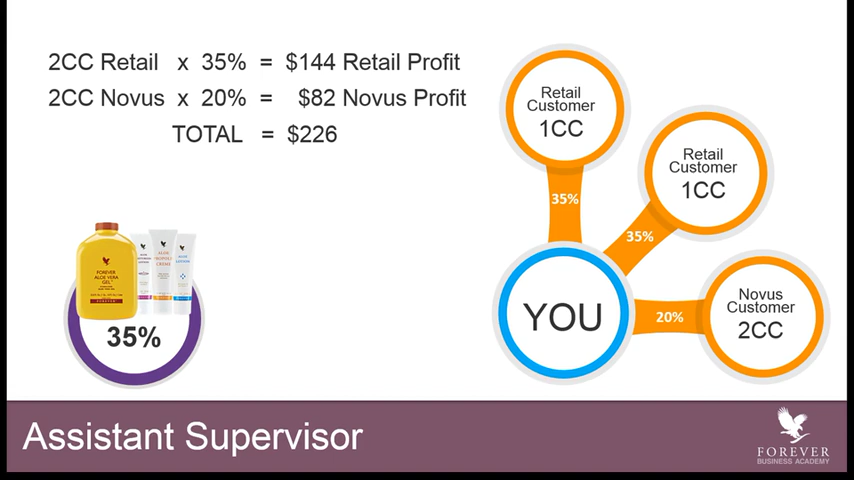 2CC Retail x 35% = $144 Retail Profit
2CC Novus x 20% = $82 Novus Profit
TOTAL = $226
Retail
Customer
1CC
Retail
Customer
1CC
35%
35%
YOU
20%
Novus
Customer
2CC
FOREVER
ALOE VERA
GEL
35%
Assistant Supervisor
FOREVER
BUSINESS ACADEMY